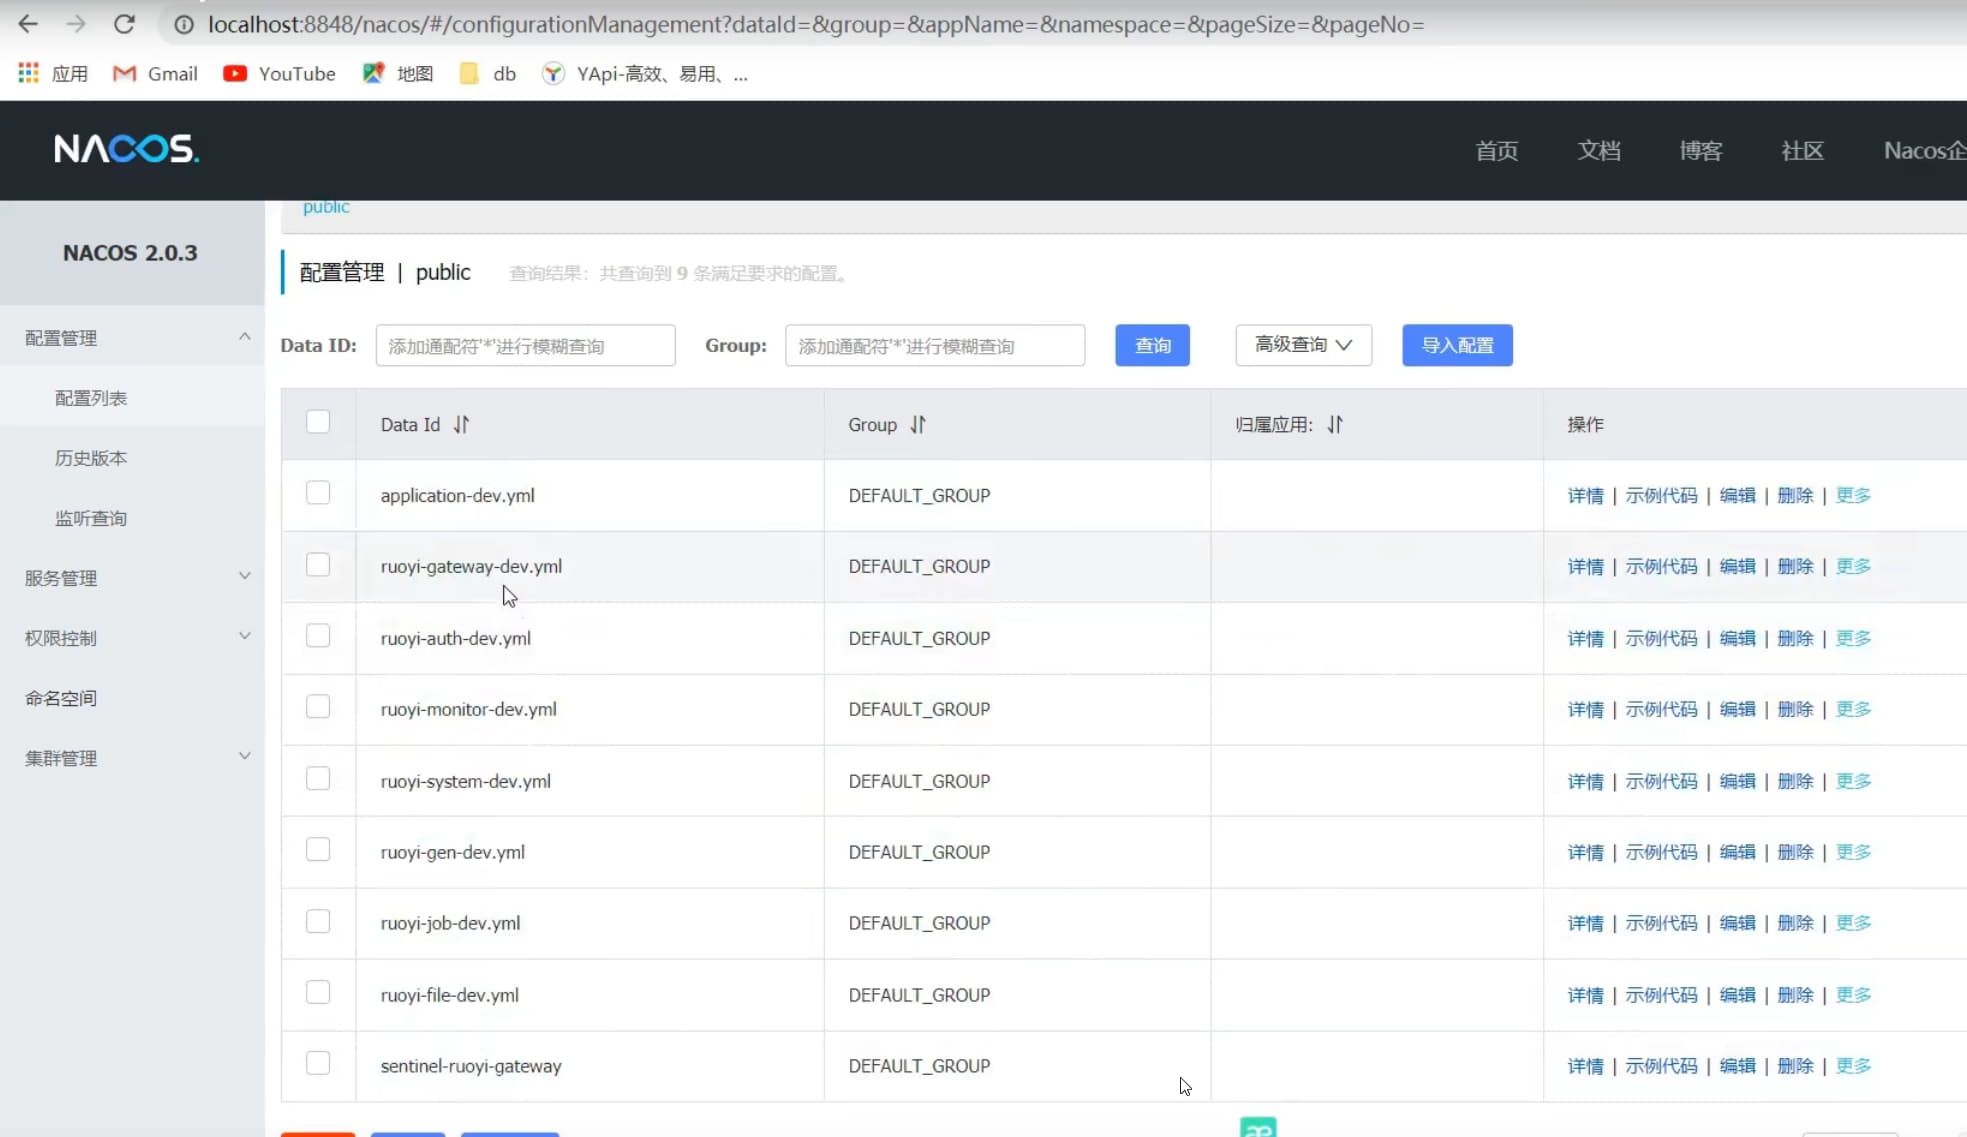 localhost:8848/nacos/#/configurationManagement?dataId=&group=&appName=&namespace=&pageSize=&pageNo=
应用 Gmail YouTube 地图 db YApi-高效、易用、...
NACOS. 首页 文档 博客 社区 Nacos企
public
NACOS 2.0.3
配置管理 | public 查询结果：共查询到 9 条满足要求的配置。
配置管理
配置列表
历史版本
监听查询
服务管理
权限控制
命名空间
集群管理
Data ID: 添加通配符'*'进行模糊查询 Group: 添加通配符'*'进行模糊查询 查询 高级查询 导入配置
Data Id Group 归属应用: 操作
application-dev.yml DEFAULT_GROUP 详情 | 示例代码 | 编辑 | 删除 | 更多
ruoyi-gateway-dev.yml DEFAULT_GROUP 详情 | 示例代码 | 编辑 | 删除 | 更多
ruoyi-auth-dev.yml DEFAULT_GROUP 详情 | 示例代码 | 编辑 | 删除 | 更多
ruoyi-monitor-dev.yml DEFAULT_GROUP 详情 | 示例代码 | 编辑 | 删除 | 更多
ruoyi-system-dev.yml DEFAULT_GROUP 详情 | 示例代码 | 编辑 | 删除 | 更多
ruoyi-gen-dev.yml DEFAULT_GROUP 详情 | 示例代码 | 编辑 | 删除 | 更多
ruoyi-job-dev.yml DEFAULT_GROUP 详情 | 示例代码 | 编辑 | 删除 | 更多
ruoyi-file-dev.yml DEFAULT_GROUP 详情 | 示例代码 | 编辑 | 删除 | 更多
sentinel-ruoyi-gateway DEFAULT_GROUP 详情 | 示例代码 | 编辑 | 删除 | 更多